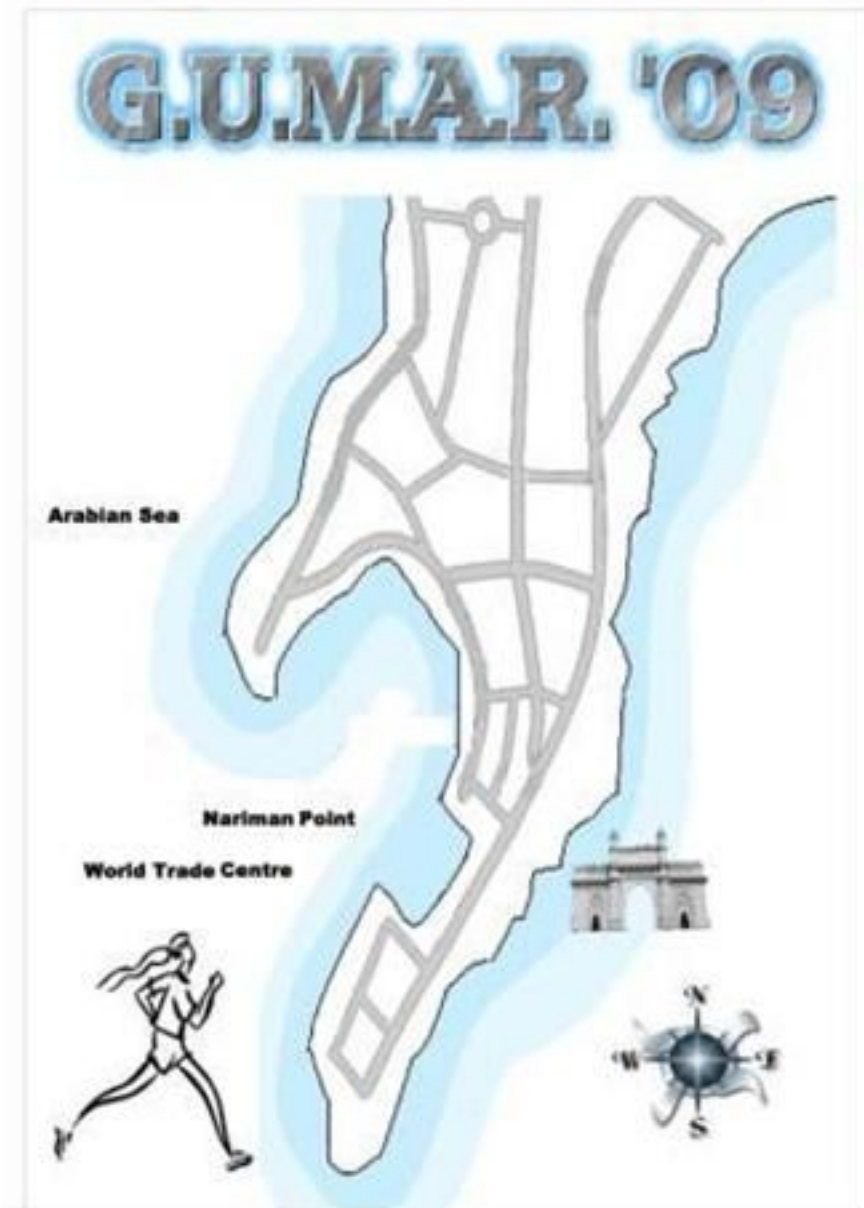 G.U.M.A.R. '09
Arabian Sea
Nariman Point
World Trade Centre
N
W E
S